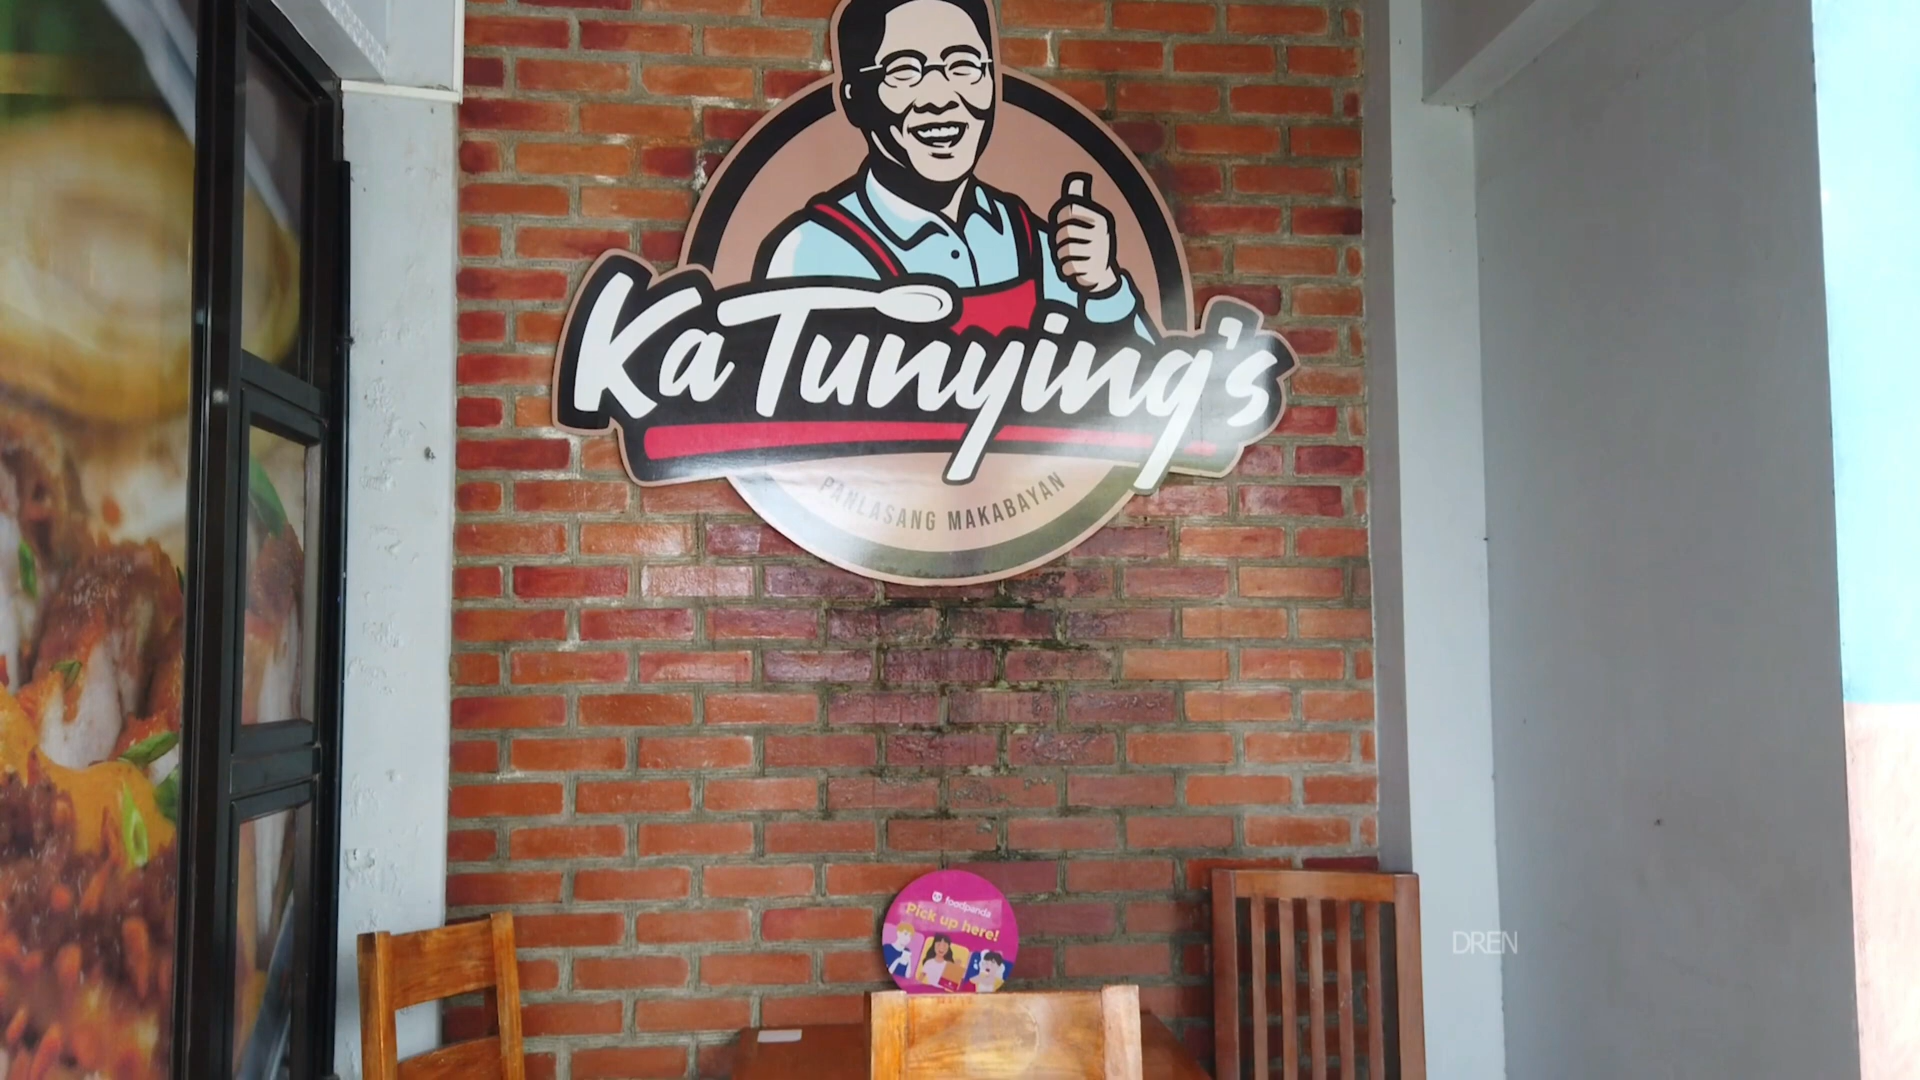 Ka Tunying's
PANLASANG MAKABAYAN
foodpanda
Pick up here!
DREN